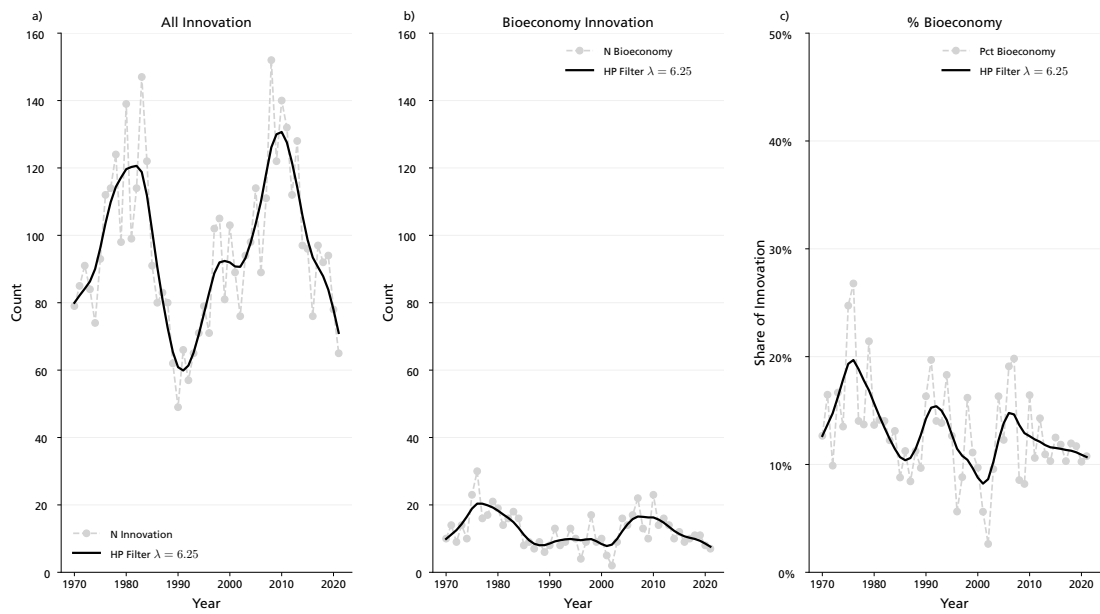 a)
All Innovation
160
140
120
100
80
60
40
20
0
Count
N Innovation
HP Filter λ = 6.25
1970
1980
1990
2000
2010
2020
Year
b)
Bioeconomy Innovation
160
140
120
100
80
60
40
20
0
Count
N Bioeconomy
HP Filter λ = 6.25
1970
1980
1990
2000
2010
2020
Year
c)
% Bioeconomy
50%
40%
30%
20%
10%
0%
Share of Innovation
Pct Bioeconomy
HP Filter λ = 6.25
1970
1980
1990
2000
2010
2020
Year